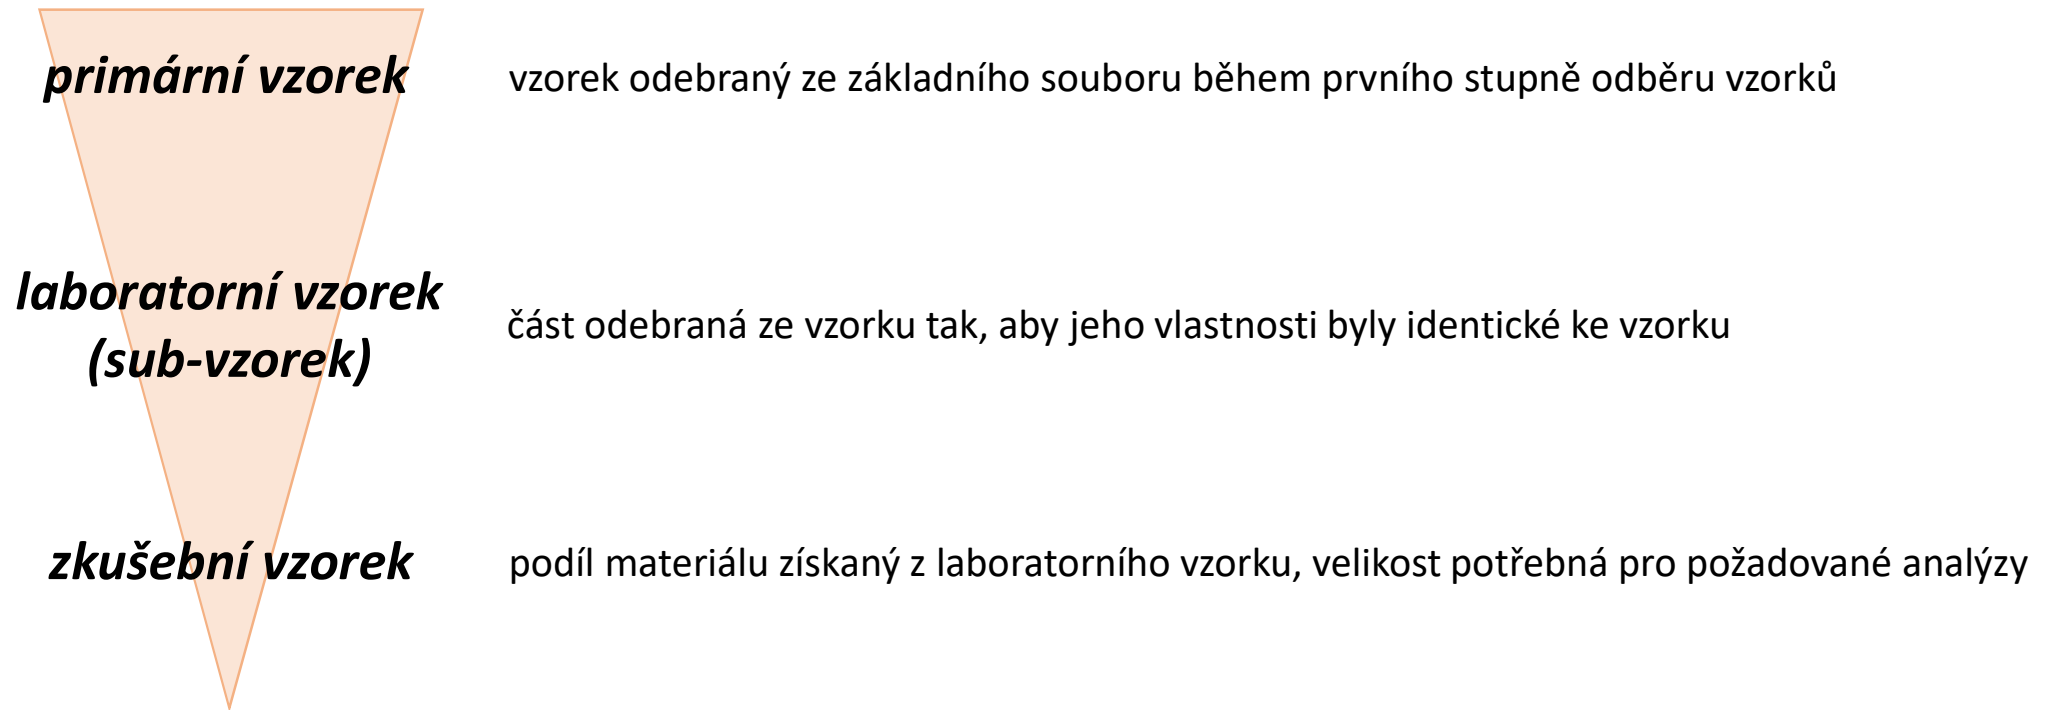 primární vzorek
vzorek odebraný ze základního souboru během prvního stupně odběru vzorků
laboratorní vzorek
(sub-vzorek)
část odebraná ze vzorku tak, aby jeho vlastnosti byly identické ke vzorku
zkušební vzorek
podíl materiálu získaný z laboratorního vzorku, velikost potřebná pro požadované analýzy